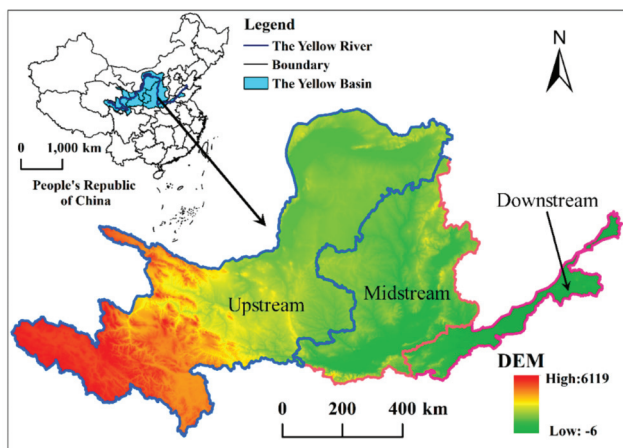 Legend
The Yellow River
Boundary
The Yellow Basin
N
0 1,000 km
People's Republic
of China
Downstream
Upstream
Midstream
DEM
High:6119
Low: -6
0 200 400 km